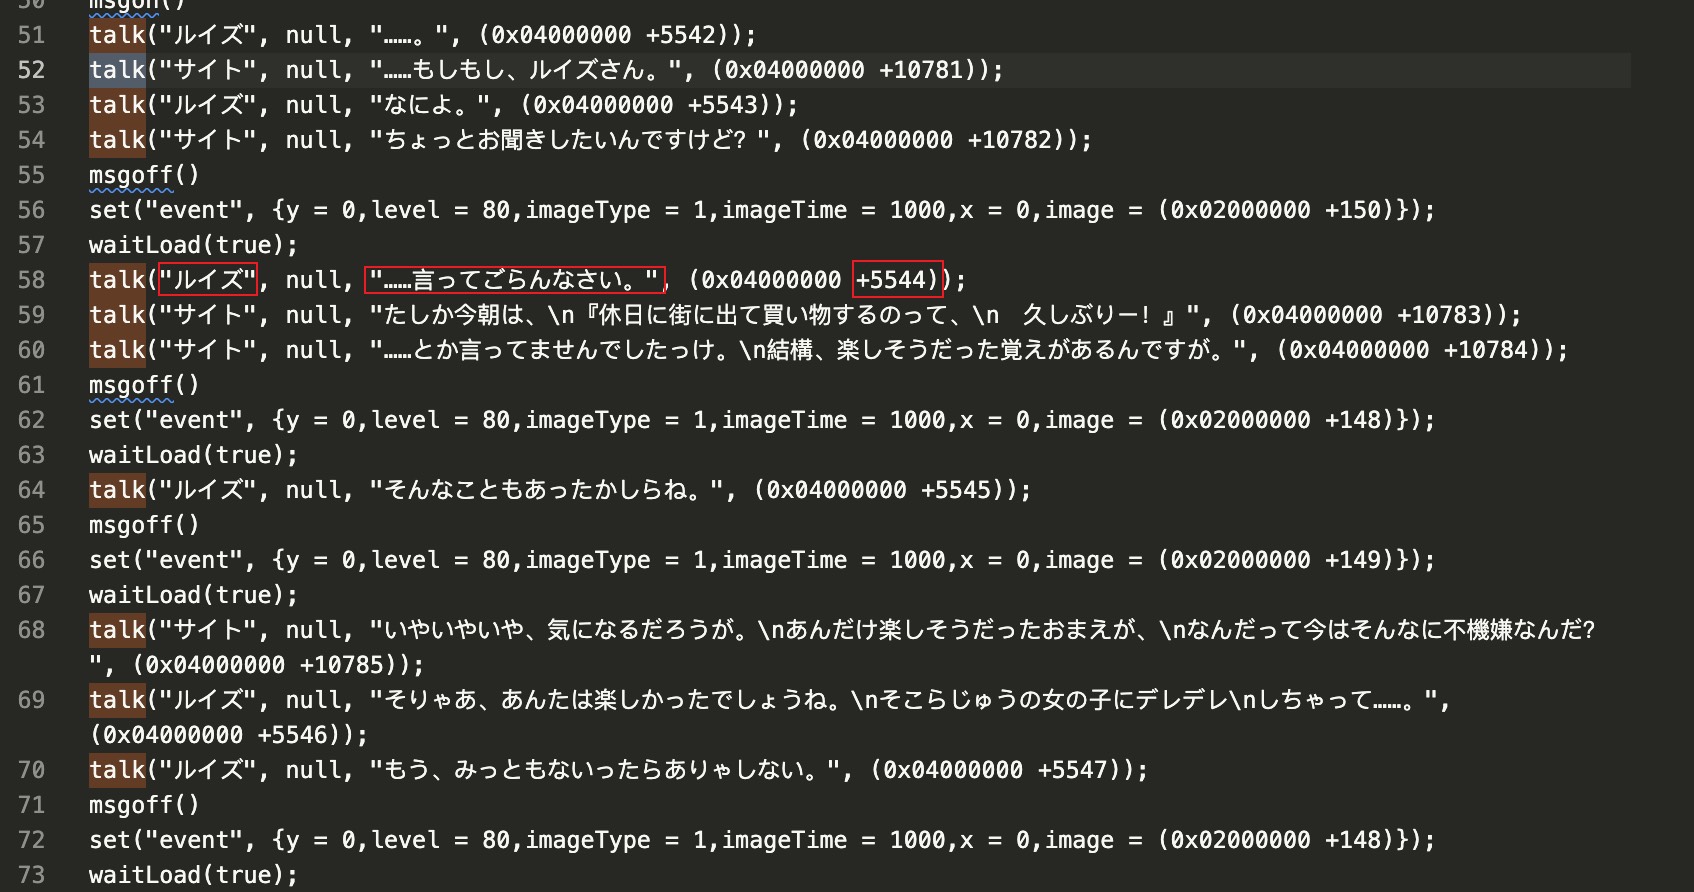 50 msgon()
51 talk("ルイズ", null, "……。", (0x04000000 +5542));
52 talk("サイト", null, "……もしもし、ルイズさん。", (0x04000000 +10781));
53 talk("ルイズ", null, "なによ。", (0x04000000 +5543));
54 talk("サイト", null, "ちょっとお聞きしたいんですけど？", (0x04000000 +10782));
55 msgoff()
56 set("event", {y = 0,level = 80,imageType = 1,imageTime = 1000,x = 0,image = (0x02000000 +150)});
57 waitLoad(true);
58 talk("ルイズ", null, "……言ってごらんなさい。", (0x04000000 +5544));
59 talk("サイト", null, "たしか今朝は、\n『休日に街に出て買い物するのって、\n　久しぶりー！』", (0x04000000 +10783));
60 talk("サイト", null, "……とか言ってませんでしたっけ。\n結構、楽しそうだった覚えがあるんですが。", (0x04000000 +10784));
61 msgoff()
62 set("event", {y = 0,level = 80,imageType = 1,imageTime = 1000,x = 0,image = (0x02000000 +148)});
63 waitLoad(true);
64 talk("ルイズ", null, "そんなこともあったかしらね。", (0x04000000 +5545));
65 msgoff()
66 set("event", {y = 0,level = 80,imageType = 1,imageTime = 1000,x = 0,image = (0x02000000 +149)});
67 waitLoad(true);
68 talk("サイト", null, "いやいやいや、気になるだろうが。\nあんだけ楽しそうだったおまえが、\nなんだって今はそんなに不機嫌なんだ？
", (0x04000000 +10785));
69 talk("ルイズ", null, "そりゃあ、あんたは楽しかったでしょうね。\nそこらじゅうの女の子にデレデレ\nしちゃって……。",
(0x04000000 +5546));
70 talk("ルイズ", null, "もう、みっともないったらありゃしない。", (0x04000000 +5547));
71 msgoff()
72 set("event", {y = 0,level = 80,imageType = 1,imageTime = 1000,x = 0,image = (0x02000000 +148)});
73 waitLoad(true);